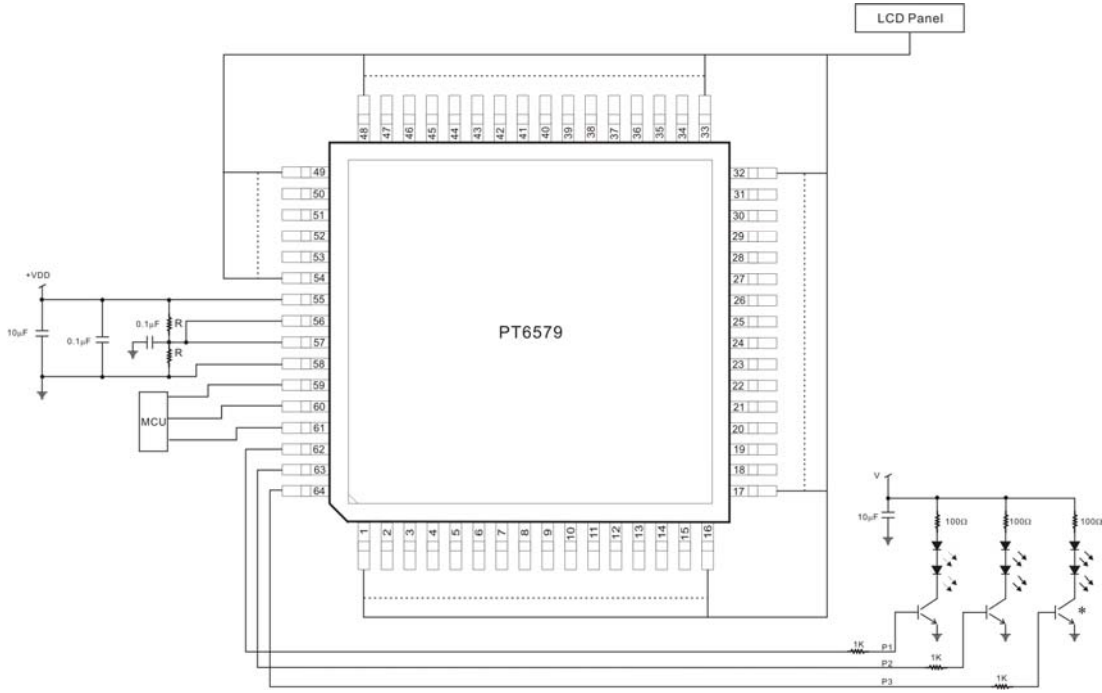 LCD Panel
48 47 46 45 44 43 42 41 40 39 38 37 36 35 34 33
49
50
51
52
53
54
55
56
57
58
59
60
61
62
63
64
32
31
30
29
28
27
26
25
24
23
22
21
20
19
18
17
PT6579
+VDD
10μF
0.1μF
0.1μF
R
R
MCU
1 2 3 4 5 6 7 8 9 10 11 12 13 14 15 16
V
10μF
100Ω 100Ω 100Ω
*
1K P1
P2 1K
P3 1K